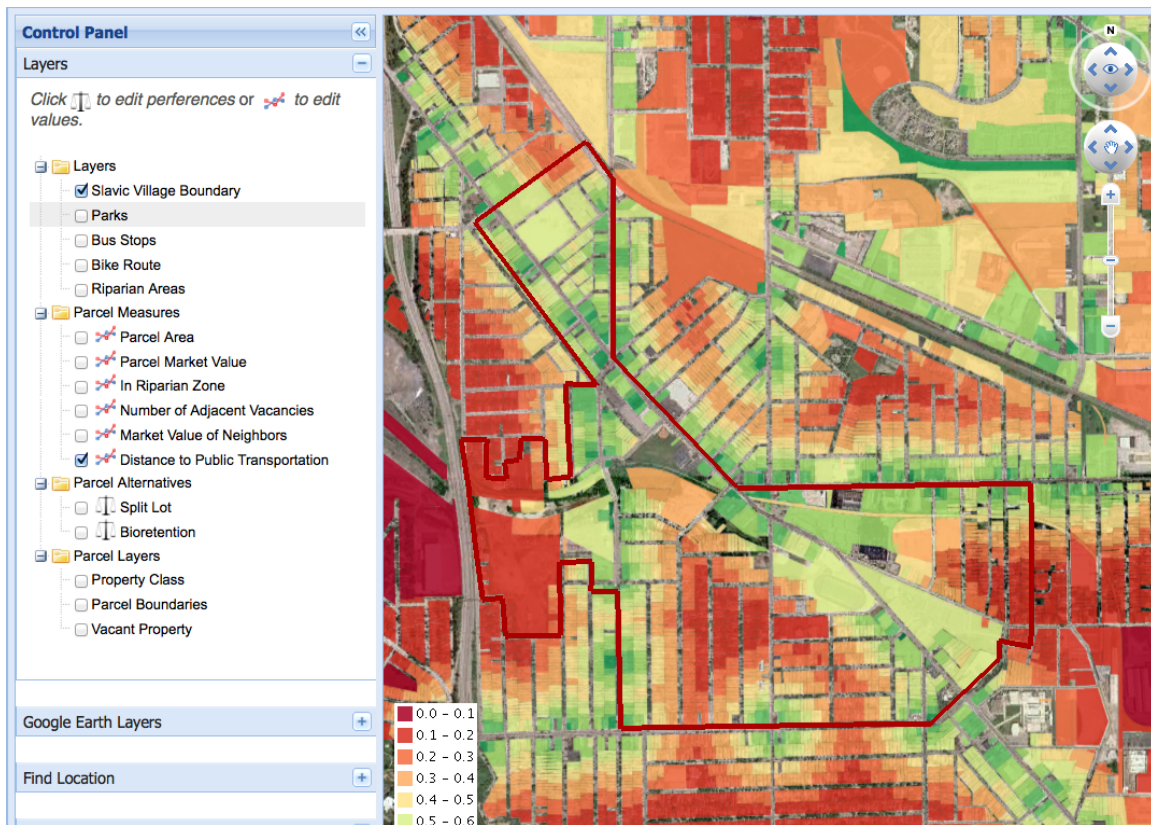 Control Panel
Layers
Click to edit perferences or to edit
values.
Layers
Slavic Village Boundary
Parks
Bus Stops
Bike Route
Riparian Areas
Parcel Measures
Parcel Area
Parcel Market Value
In Riparian Zone
Number of Adjacent Vacancies
Market Value of Neighbors
Distance to Public Transportation
Parcel Alternatives
Split Lot
Bioretention
Parcel Layers
Property Class
Parcel Boundaries
Vacant Property
Google Earth Layers
Find Location
N
0.0 - 0.1
0.1 - 0.2
0.2 - 0.3
0.3 - 0.4
0.4 - 0.5
0.5 - 0.6